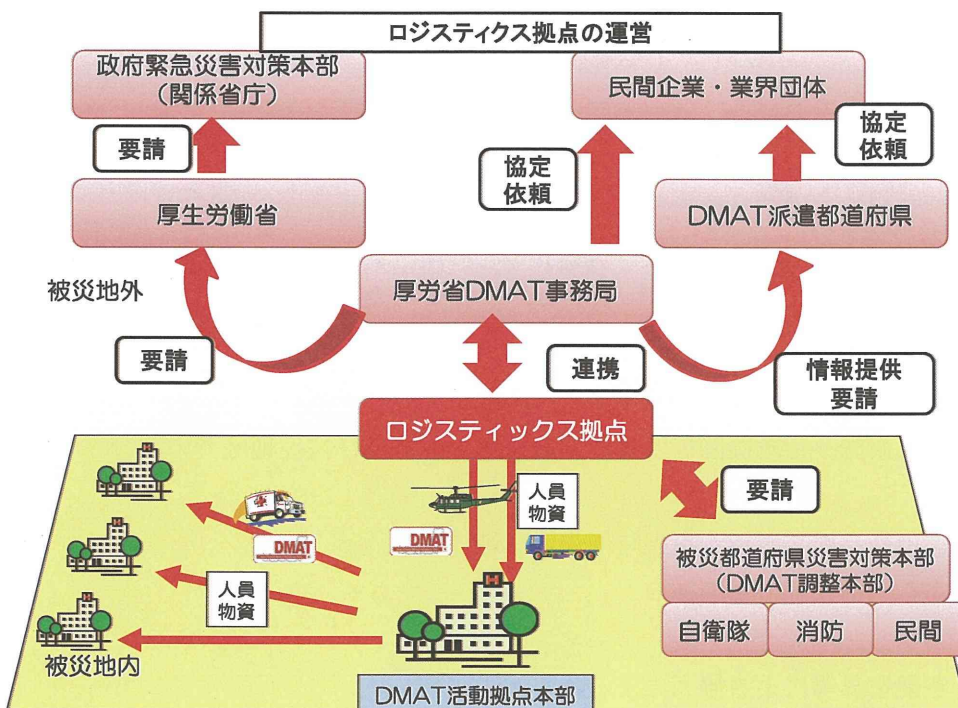 ロジスティクス拠点の運営
政府緊急災害対策本部
（関係省庁）
民間企業・業界団体
要請
協定
依頼
協定
依頼
厚生労働省
DMAT派遣都道府県
被災地外
厚労省DMAT事務局
要請
連携
情報提供
要請
ロジスティックス拠点
H
人員
物資
要請
DMAT
DMAT
H
被災都道府県災害対策本部
（DMAT調整本部）
人員
物資
H
H
自衛隊
消防
民間
被災地内
DMAT活動拠点本部